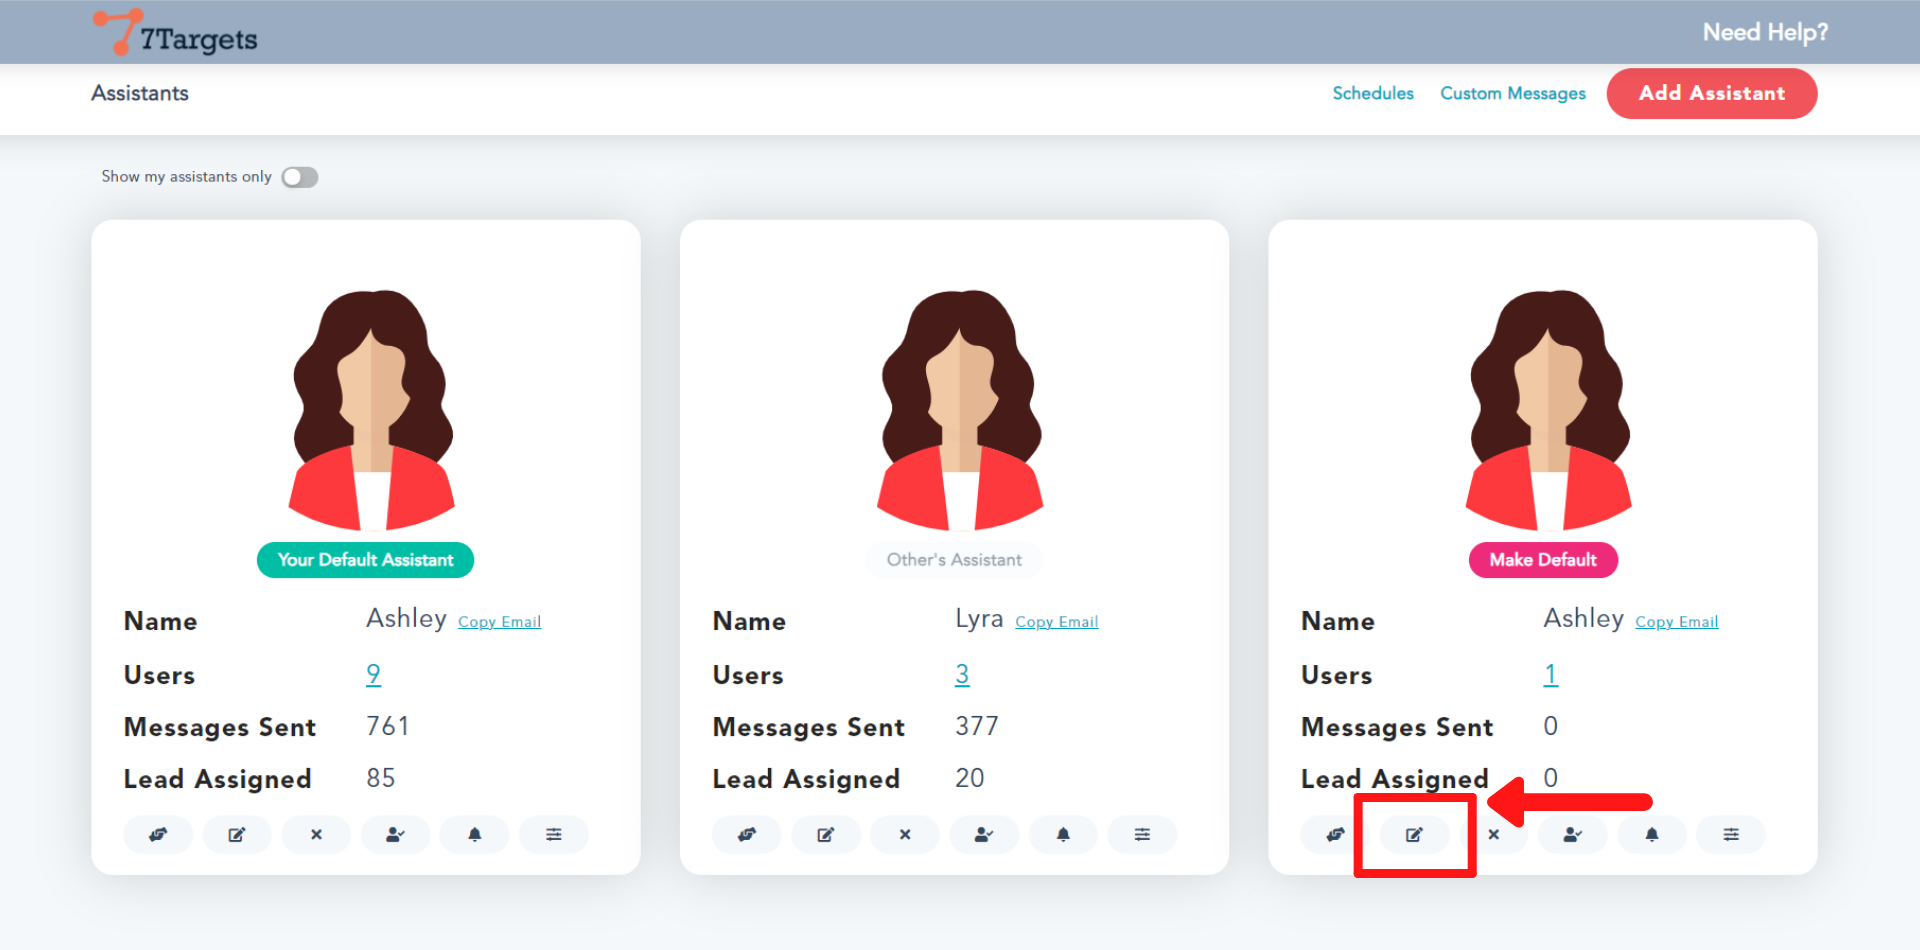 7Targets
Need Help?
Assistants
Schedules
Custom Messages
Add Assistant
Show my assistants only
Your Default Assistant
Name Ashley Copy Email
Users 9
Messages Sent 761
Lead Assigned 85
Other's Assistant
Name Lyra Copy Email
Users 3
Messages Sent 377
Lead Assigned 20
Make Default
Name Ashley Copy Email
Users 1
Messages Sent 0
Lead Assigned 0